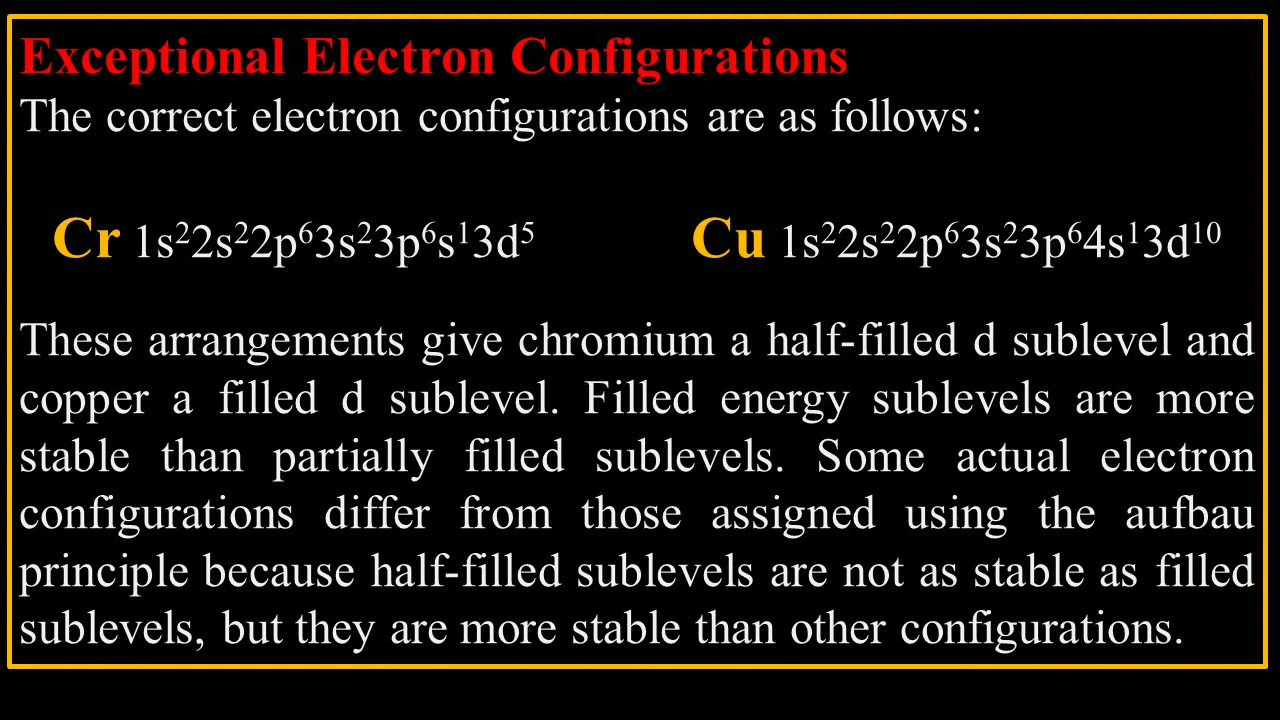 Exceptional Electron Configurations
The correct electron configurations are as follows:
Cr 1s²2s²2p⁶3s²3p⁶s¹3d⁵ Cu 1s²2s²2p⁶3s²3p⁶4s¹3d¹⁰
These arrangements give chromium a half-filled d sublevel and
copper a filled d sublevel. Filled energy sublevels are more
stable than partially filled sublevels. Some actual electron
configurations differ from those assigned using the aufbau
principle because half-filled sublevels are not as stable as filled
sublevels, but they are more stable than other configurations.